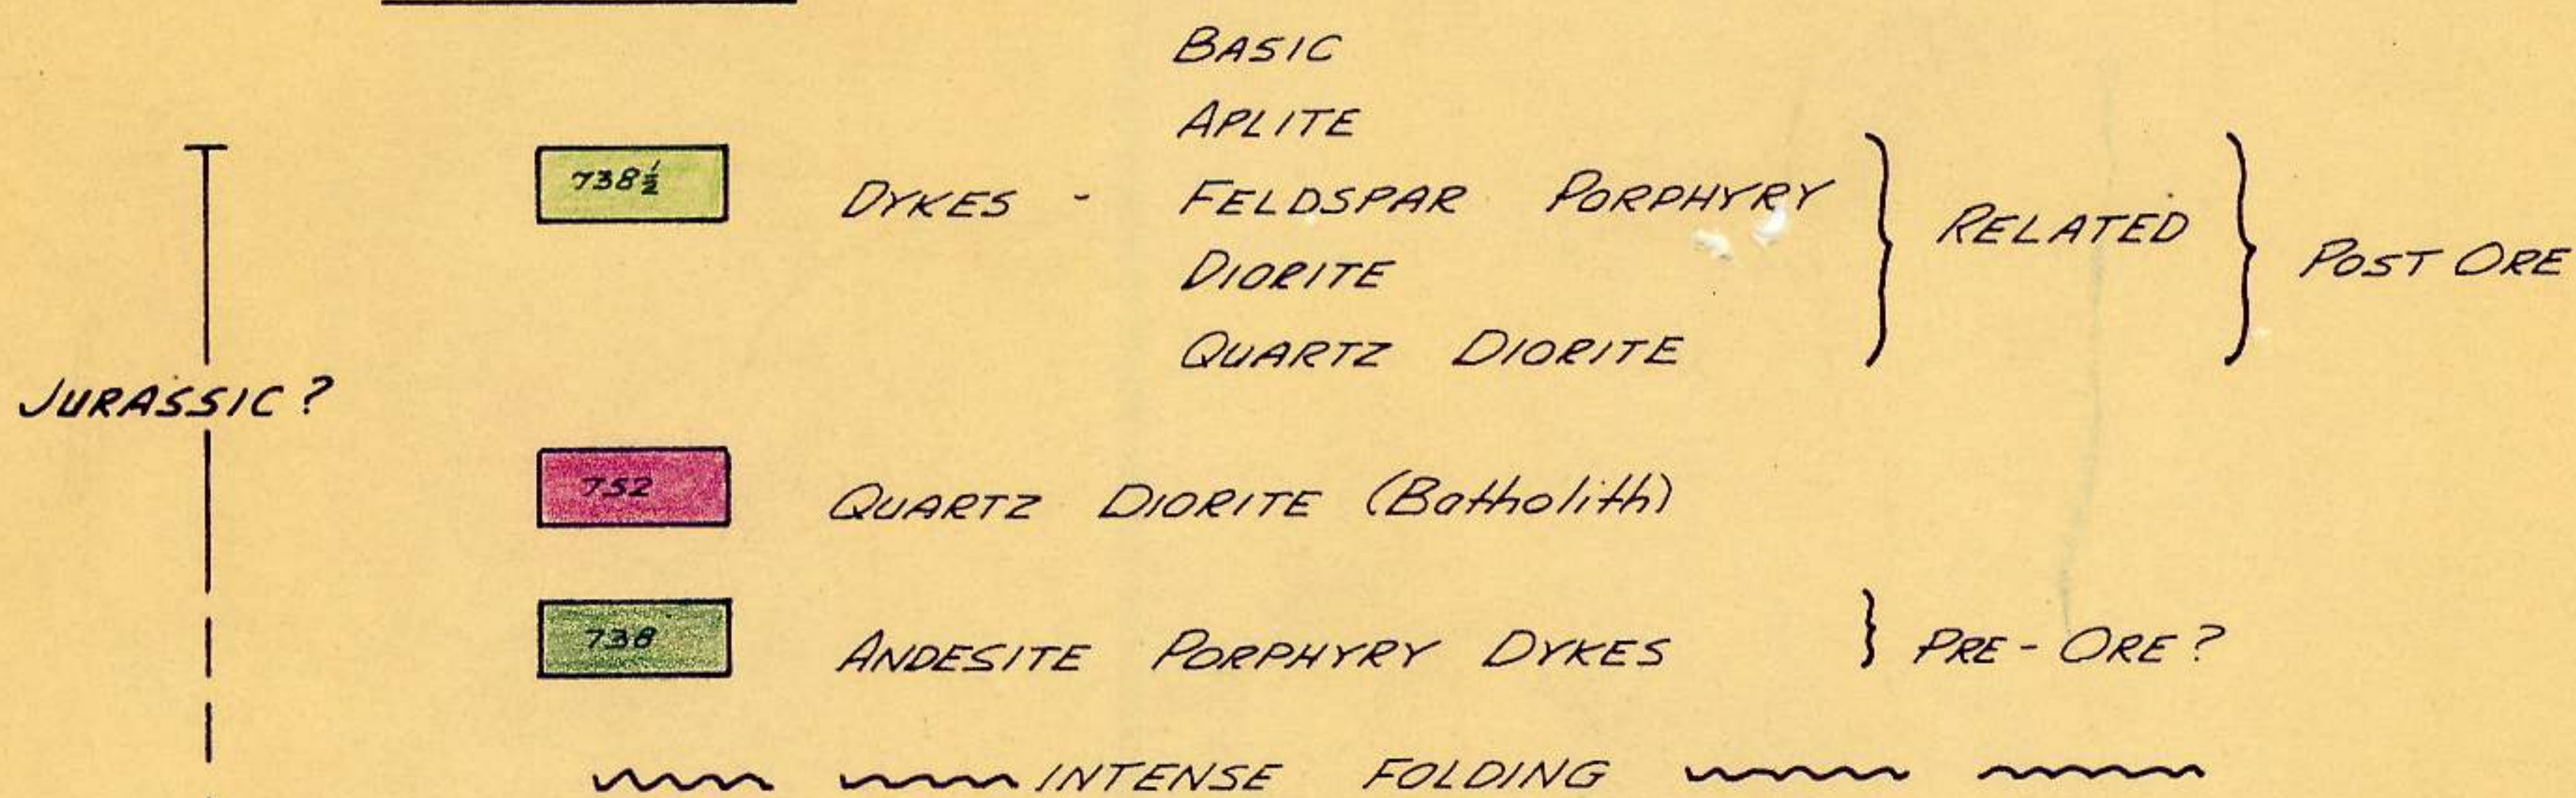 BASIC
APLITE
738½ DYKES - FELDSPAR PORPHYRY } RELATED } POST ORE
DIORITE
QUARTZ DIORITE
JURASSIC?
752 QUARTZ DIORITE (Batholith)
738 ANDESITE PORPHYRY DYKES } PRE-ORE?
INTENSE FOLDING